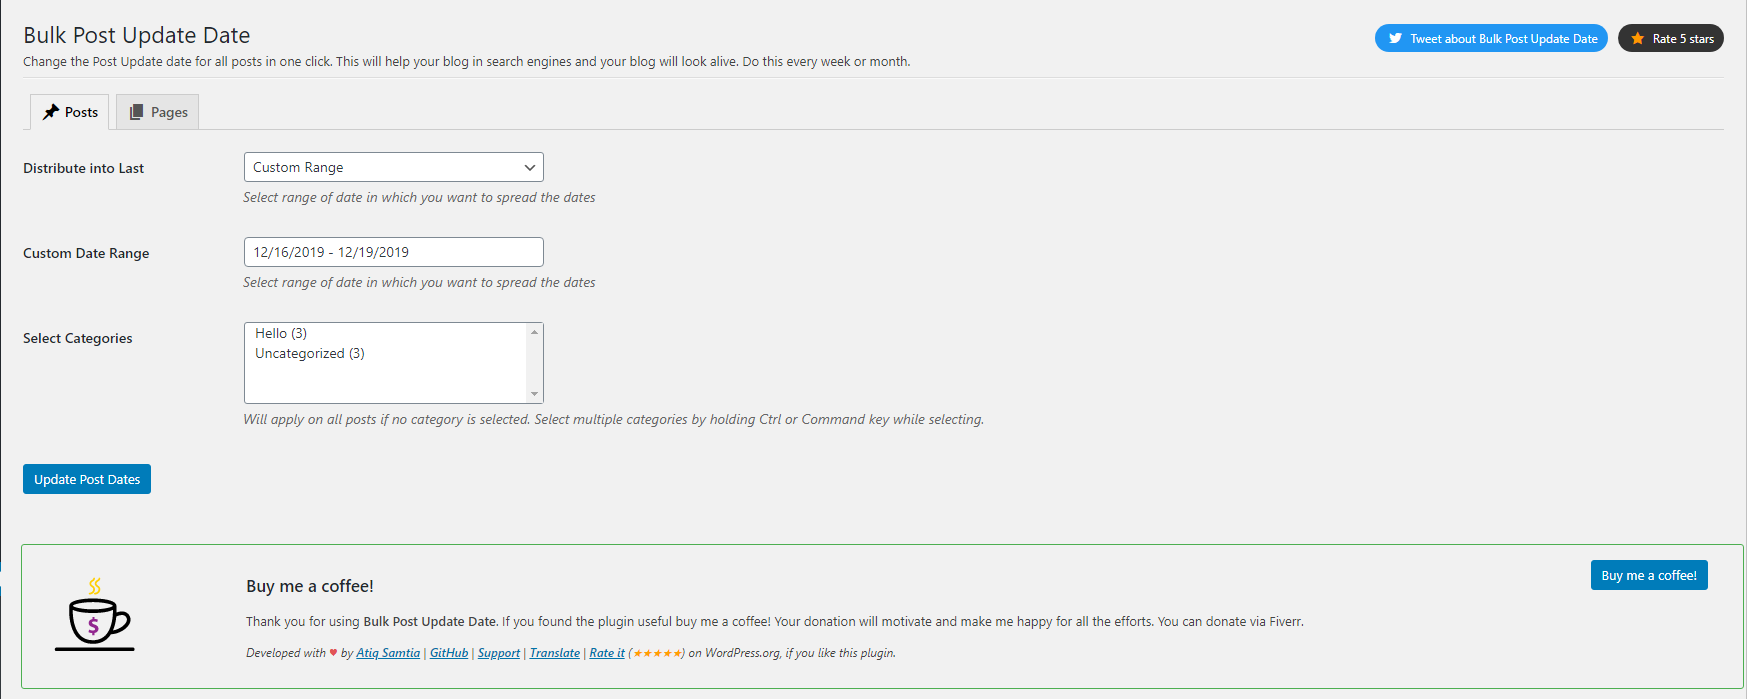 Bulk Post Update Date
Tweet about Bulk Post Update Date
Rate 5 stars
Change the Post Update date for all posts in one click. This will help your blog in search engines and your blog will look alive. Do this every week or month.
Posts
Pages
Distribute into Last
Custom Range
Select range of date in which you want to spread the dates
Custom Date Range
12/16/2019 - 12/19/2019
Select range of date in which you want to spread the dates
Select Categories
Hello (3)
Uncategorized (3)
Will apply on all posts if no category is selected. Select multiple categories by holding Ctrl or Command key while selecting.
Update Post Dates
$
Buy me a coffee!
Buy me a coffee!
Thank you for using Bulk Post Update Date. If you found the plugin useful buy me a coffee! Your donation will motivate and make me happy for all the efforts. You can donate via Fiverr.
Developed with ♥ by Atiq Samtia | GitHub | Support | Translate | Rate it (★★★★★) on WordPress.org, if you like this plugin.